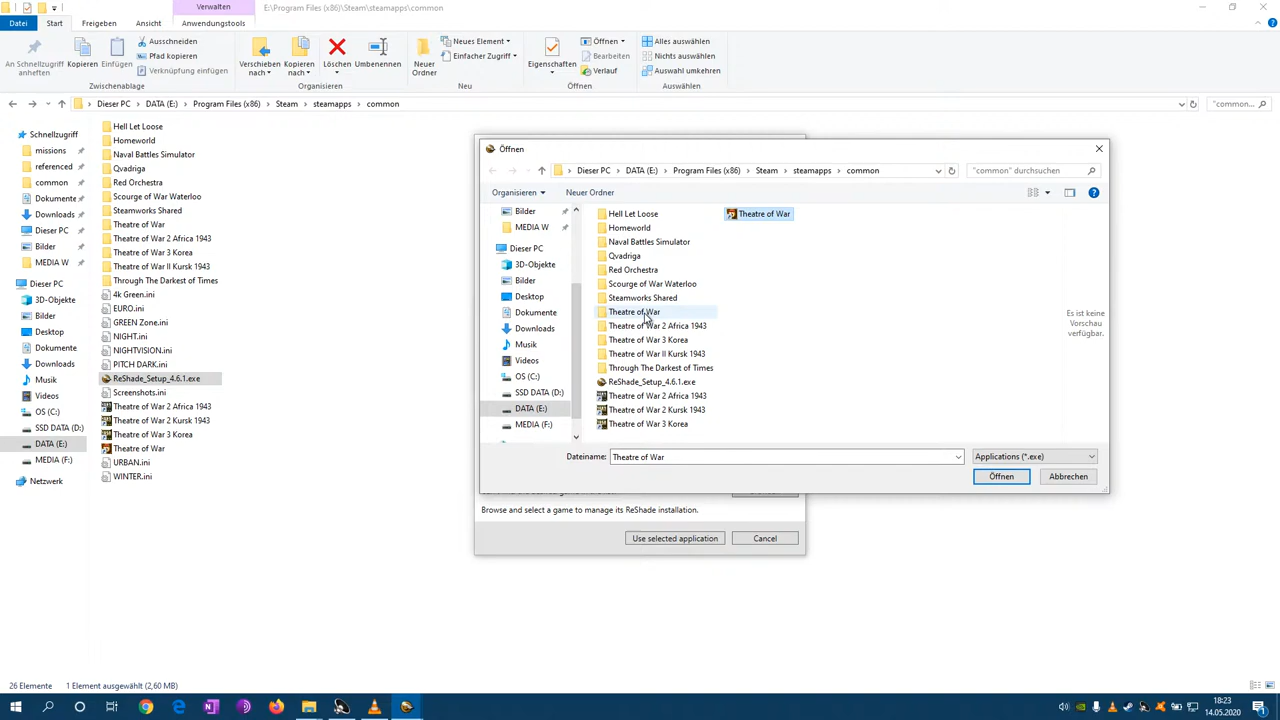 Verwalten
E:\Program Files (x86)\Steam\steamapps\common
Datei Start Freigeben Ansicht Anwendungstools
An Schnellzugriff anheften
Kopieren
Einfügen
Ausschneiden
Pfad kopieren
Verknüpfung einfügen
Verschieben nach
Kopieren nach
Löschen
Umbenennen
Neuer Ordner
Neues Element
Einfacher Zugriff
Eigenschaften
Öffnen
Bearbeiten
Verlauf
Alles auswählen
Nichts auswählen
Auswahl umkehren
Zwischenablage Organisieren Neu Öffnen Auswählen
Dieser PC > DATA (E:) > Program Files (x86) > Steam > steamapps > common
"common...
Schnellzugriff
missions
referenced
common
Dokumente
Downloads
Dieser PC
Bilder
MEDIA W
Dieser PC
3D-Objekte
Bilder
Desktop
Dokumente
Downloads
Musik
Videos
OS (C:)
SSD DATA (D:)
DATA (E:)
MEDIA (F:)
Netzwerk
Hell Let Loose
Homeworld
Naval Battles Simulator
Qvadriga
Red Orchestra
Scourge of War Waterloo
Steamworks Shared
Theatre of War
Theatre of War 2 Africa 1943
Theatre of War 3 Korea
Theatre of War II Kursk 1943
Through The Darkest of Times
4k Green.ini
EURO.ini
GREEN Zone.ini
NIGHT.ini
NIGHTVISION.ini
PITCH DARK.ini
ReShade_Setup_4.6.1.exe
Screenshots.ini
Theatre of War 2 Africa 1943
Theatre of War 2 Kursk 1943
Theatre of War 3 Korea
Theatre of War
URBAN.ini
WINTER.ini
Öffnen
Dieser PC > DATA (E:) > Program Files (x86) > Steam > steamapps > common
"common" durchsuchen
Organisieren Neuer Ordner
Bilder
MEDIA W
Dieser PC
3D-Objekte
Bilder
Desktop
Dokumente
Downloads
Musik
Videos
OS (C:)
SSD DATA (D:)
DATA (E:)
MEDIA (F:)
Hell Let Loose
Homeworld
Naval Battles Simulator
Qvadriga
Red Orchestra
Scourge of War Waterloo
Steamworks Shared
Theatre of War
Theatre of War 2 Africa 1943
Theatre of War 3 Korea
Theatre of War II Kursk 1943
Through The Darkest of Times
ReShade_Setup_4.6.1.exe
Theatre of War 2 Africa 1943
Theatre of War 2 Kursk 1943
Theatre of War 3 Korea
Theatre of War
Es ist keine
Vorschau
verfügbar.
Dateiname: Theatre of War
Applications (*.exe)
Öffnen Abbrechen
Browse and select a game to manage its ReShade installation.
Use selected application Cancel
26 Elemente 1 Element ausgewählt (2,60 MB)
18:23
14.05.2020